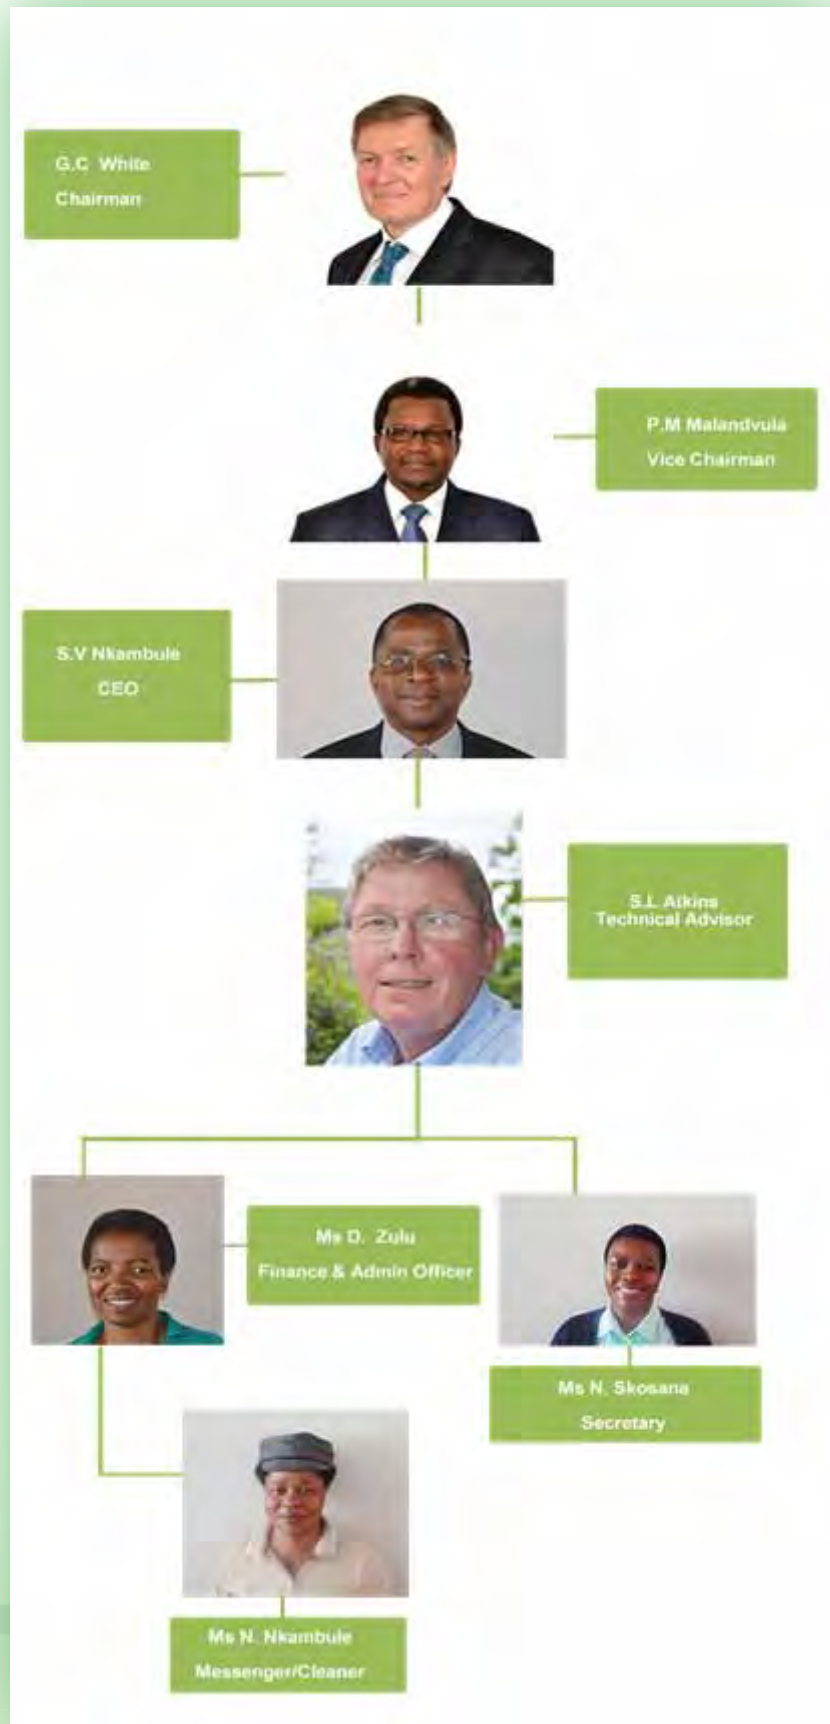 G.C White
Chairman
P.M Malandvula
Vice Chairman
S.V Nkambule
CEO
S.L Atkins
Technical Advisor
Ms D. Zulu
Finance & Admin Officer
Ms N. Skosana
Secretary
Ms N. Nkambule
Messenger/Cleaner